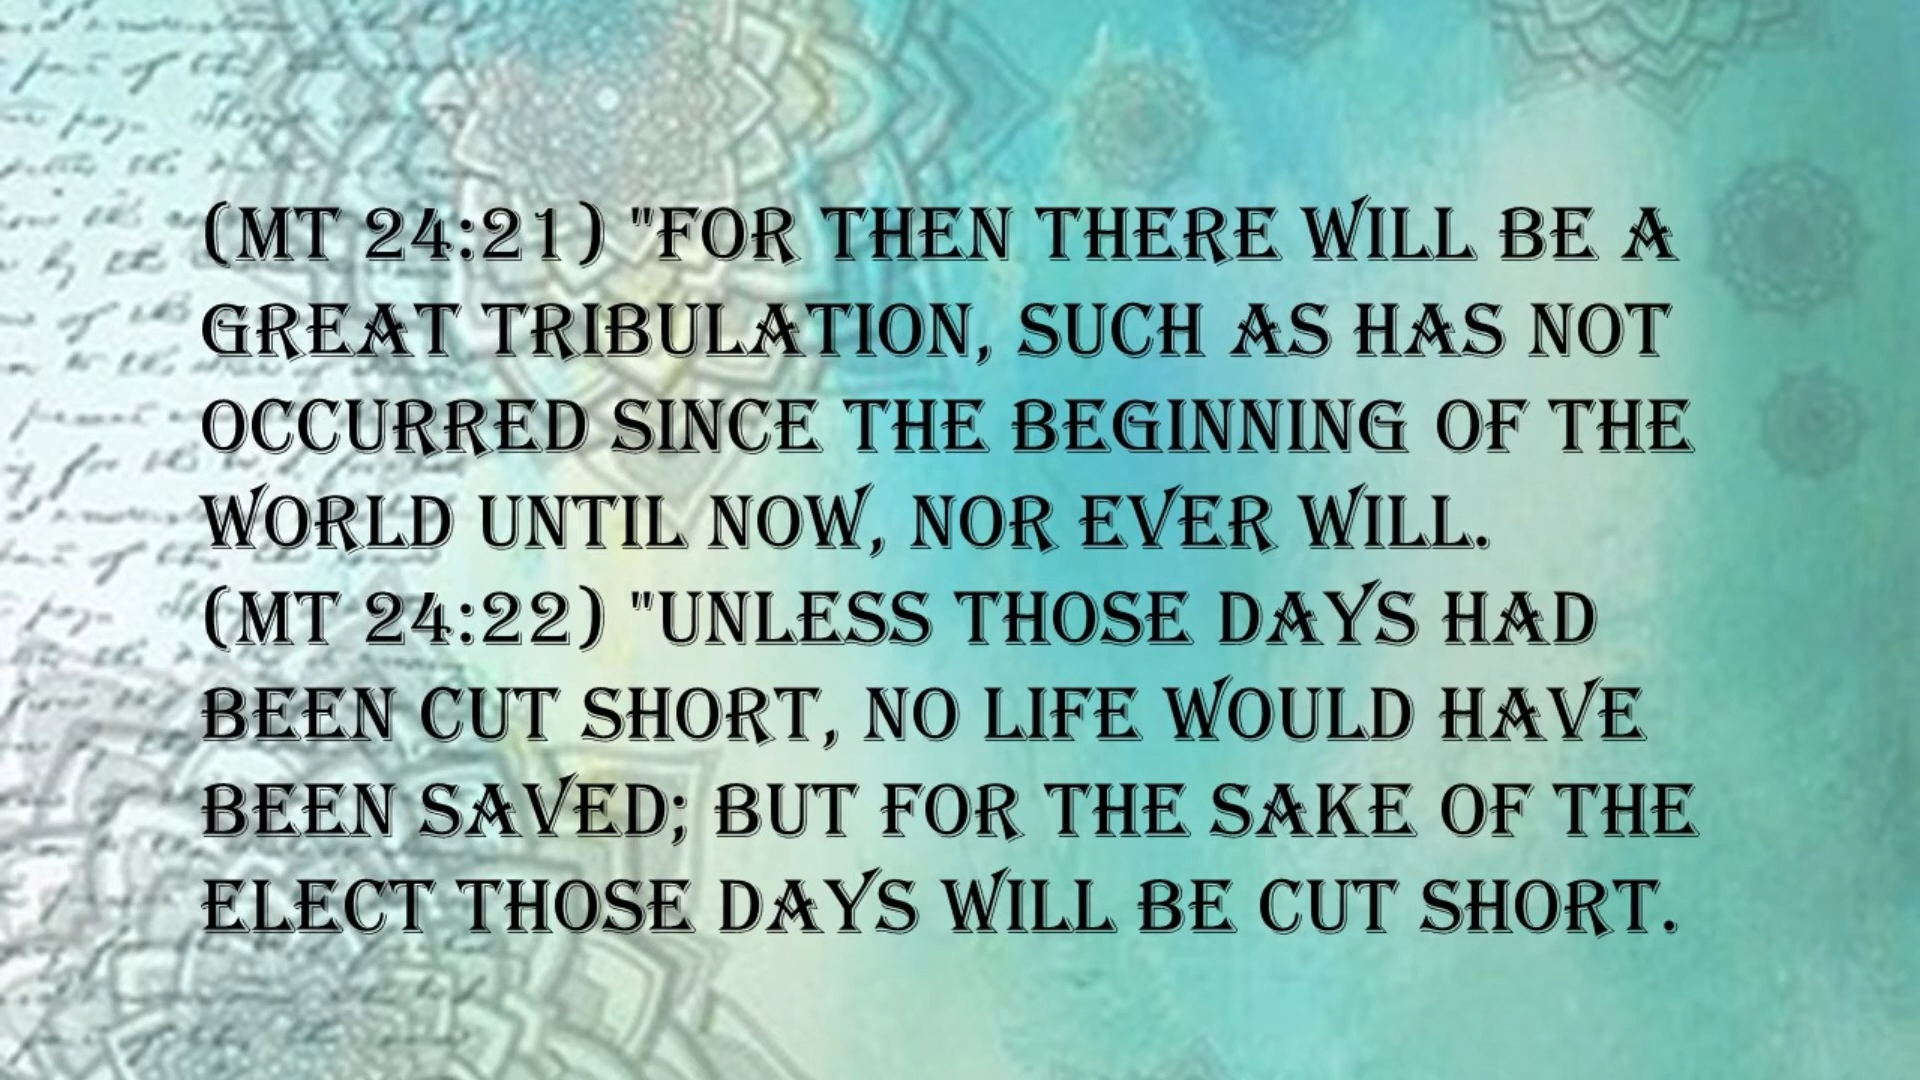 (MT 24:21) "FOR THEN THERE WILL BE A
GREAT TRIBULATION, SUCH AS HAS NOT
OCCURRED SINCE THE BEGINNING OF THE
WORLD UNTIL NOW, NOR EVER WILL.
(MT 24:22) "UNLESS THOSE DAYS HAD
BEEN CUT SHORT, NO LIFE WOULD HAVE
BEEN SAVED; BUT FOR THE SAKE OF THE
ELECT THOSE DAYS WILL BE CUT SHORT.